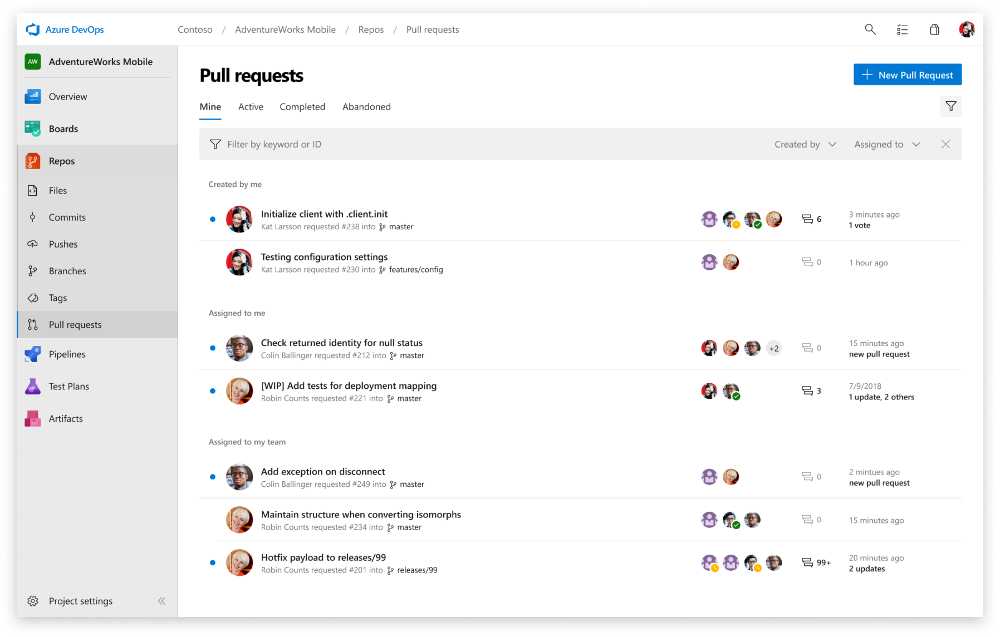 Azure DevOps
Contoso / AdventureWorks Mobile / Repos / Pull requests
AW AdventureWorks Mobile
Overview
Boards
Repos
Files
Commits
Pushes
Branches
Tags
Pull requests
Pipelines
Test Plans
Artifacts
Project settings
Pull requests
New Pull Request
Mine Active Completed Abandoned
Filter by keyword or ID
Created by
Assigned to
Created by me
Initialize client with .client.init
Kat Larsson requested #238 into master
6
3 minutes ago
1 vote
Testing configuration settings
Kat Larsson requested #230 into features/config
0
1 hour ago
Assigned to me
Check returned identity for null status
Colin Ballinger requested #212 into master
+2
0
15 minutes ago
new pull request
[WIP] Add tests for deployment mapping
Robin Counts requested #221 into master
3
7/9/2018
1 update, 2 others
Assigned to my team
Add exception on disconnect
Colin Ballinger requested #249 into master
0
2 mintues ago
new pull request
Maintain structure when converting isomorphs
Robin Counts requested #234 into master
0
15 minutes ago
Hotfix payload to releases/99
Robin Counts requested #201 into releases/99
99+
20 minutes ago
2 updates